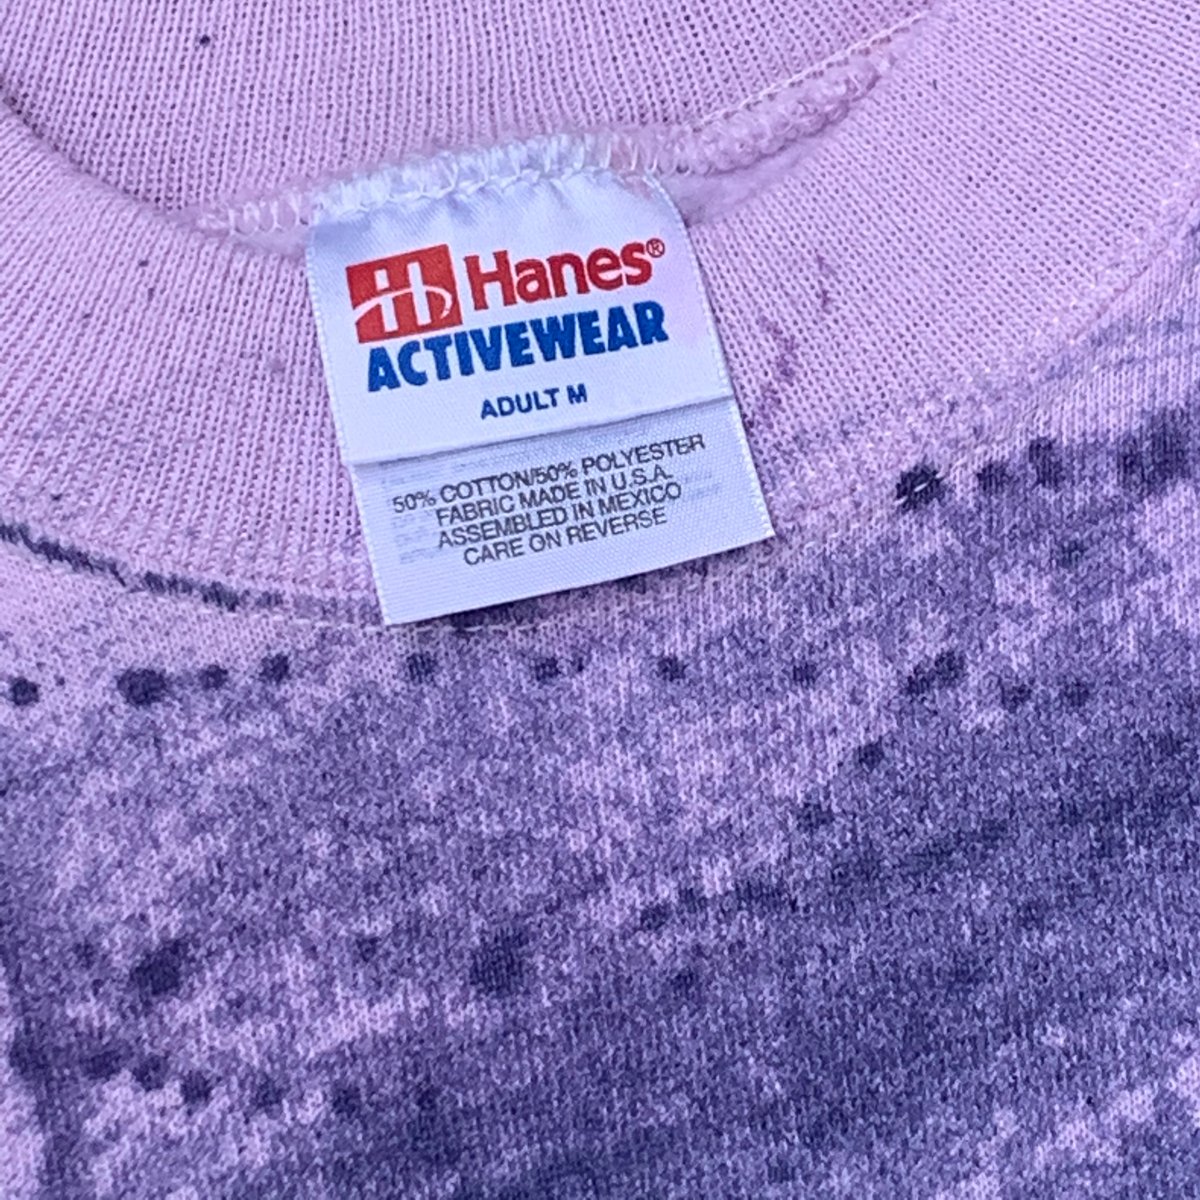 Hanes®
ACTIVEWEAR
ADULT M
50% COTTON/50% POLYESTER
FABRIC MADE IN U.S.A.
ASSEMBLED IN MEXICO
CARE ON REVERSE